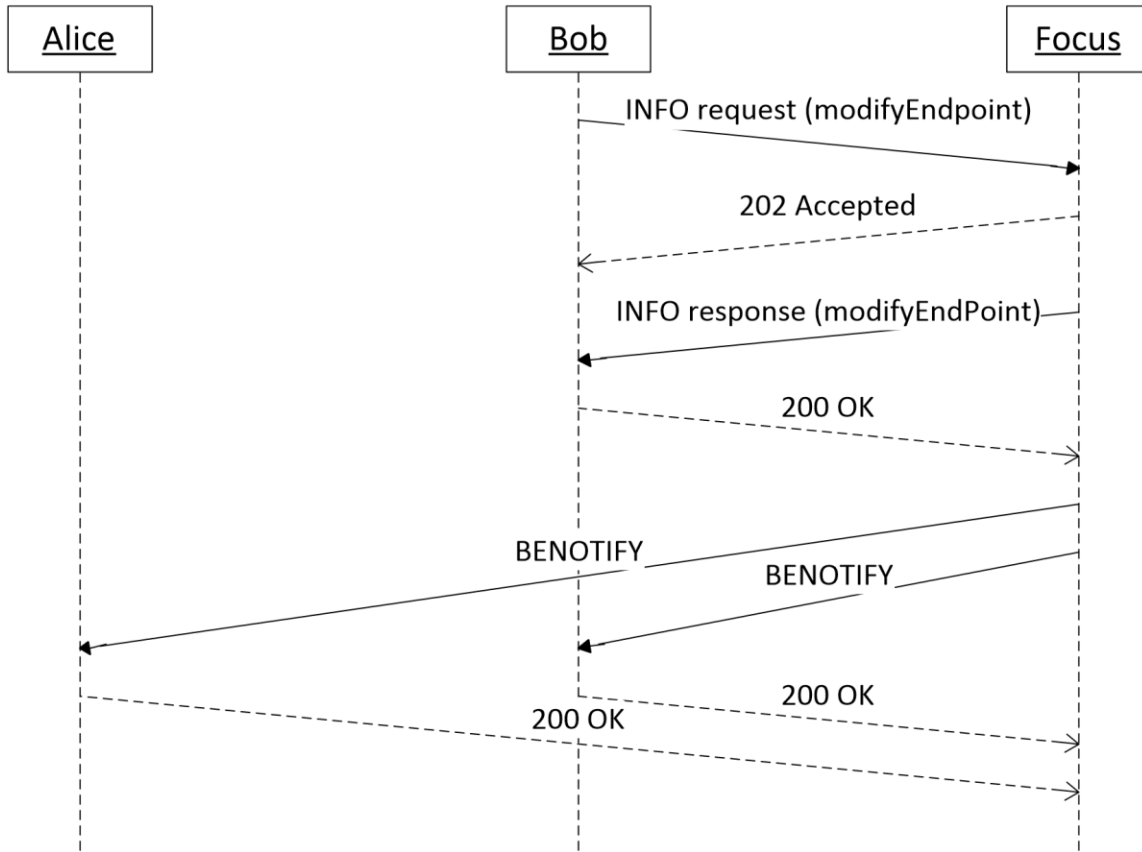 Alice
Bob
Focus
INFO request (modifyEndpoint)
202 Accepted
INFO response (modifyEndPoint)
200 OK
BENOTIFY
BENOTIFY
200 OK
200 OK